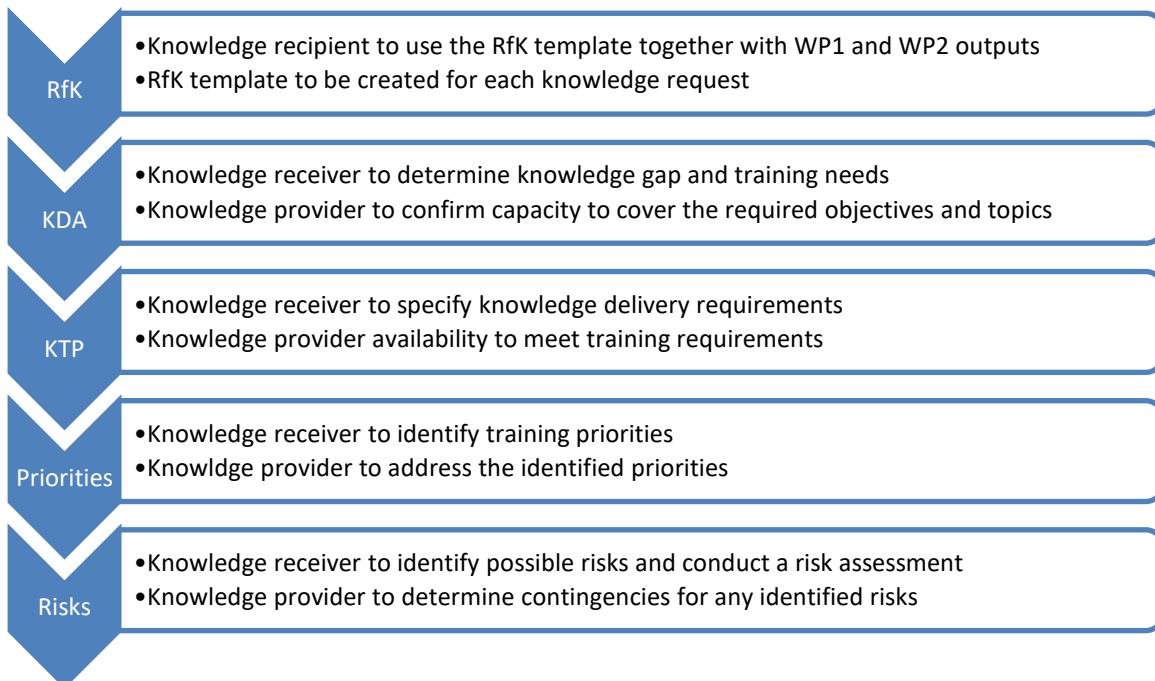 RfK
•Knowledge recipient to use the RfK template together with WP1 and WP2 outputs
•RfK template to be created for each knowledge request
KDA
•Knowledge receiver to determine knowledge gap and training needs
•Knowledge provider to confirm capacity to cover the required objectives and topics
KTP
•Knowledge receiver to specify knowledge delivery requirements
•Knowledge provider availability to meet training requirements
Priorities
•Knowledge receiver to identify training priorities
•Knowldge provider to address the identified priorities
Risks
•Knowledge receiver to identify possible risks and conduct a risk assessment
•Knowledge provider to determine contingencies for any identified risks